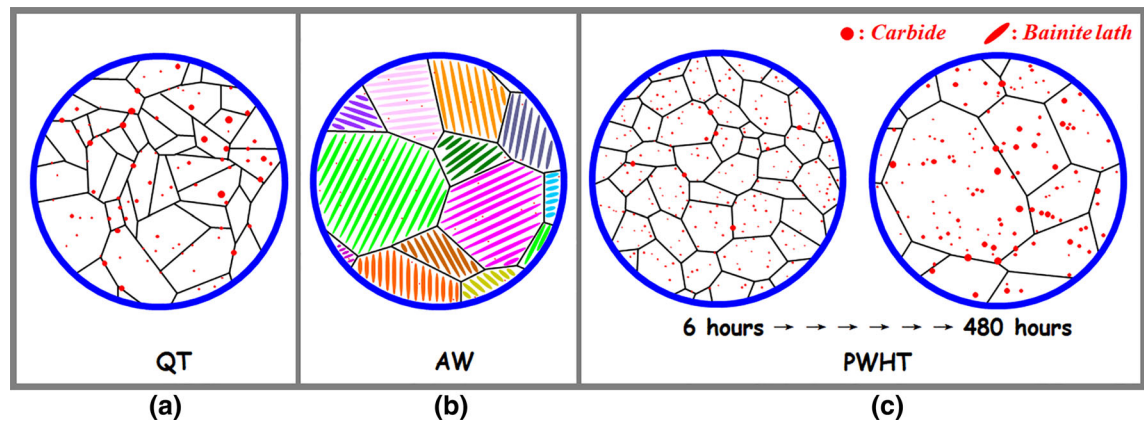 : Carbide : Bainite lath
6 hours → → → → → → → 480 hours
QT AW PWHT
(a) (b) (c)